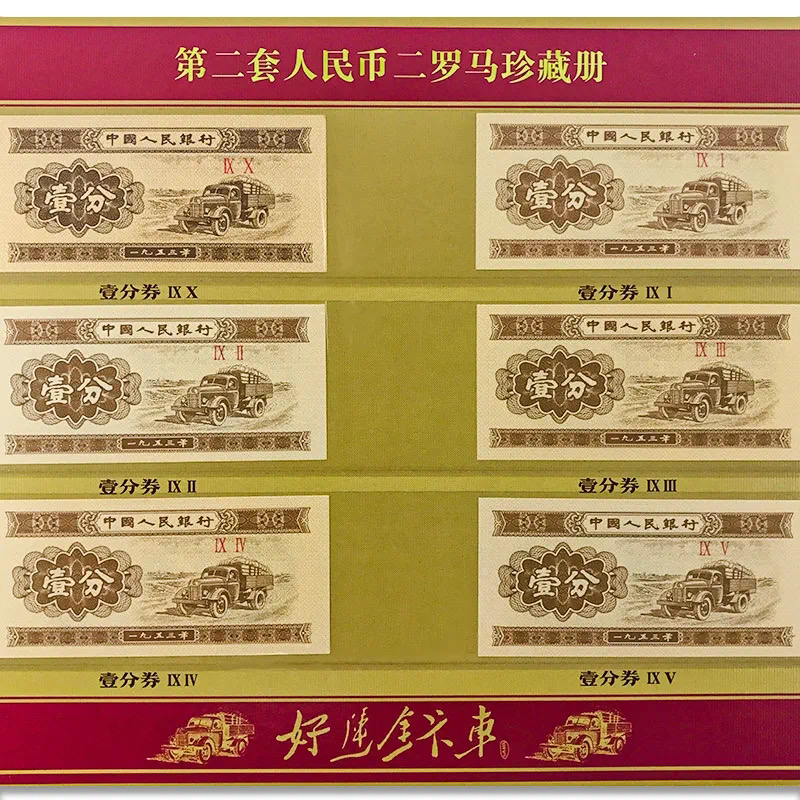 第二套人民币二罗马珍藏册
中國人民銀行
IX X
壹分
一九五三年
壹分券 IX X
中國人民銀行
IX I
壹分
一九五三年
壹分券 IX I
中國人民銀行
IX II
壹分
一九五三年
壹分券 IX II
中國人民銀行
IX III
壹分
一九五三年
壹分券 IX III
中國人民銀行
IX IV
壹分
一九五三年
壹分券 IX IV
中國人民銀行
IX V
壹分
一九五三年
壹分券 IX V
好運金卡車